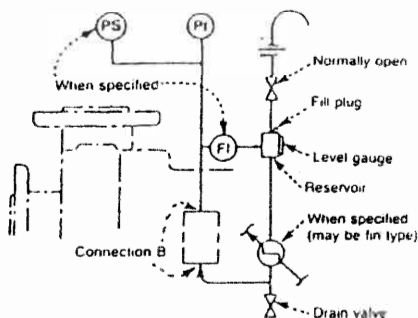 PS
PI
When specified
FI
Normally open
Fill plug
Level gauge
Reservoir
When specified
(may be fin type)
Connection B
Drain valve